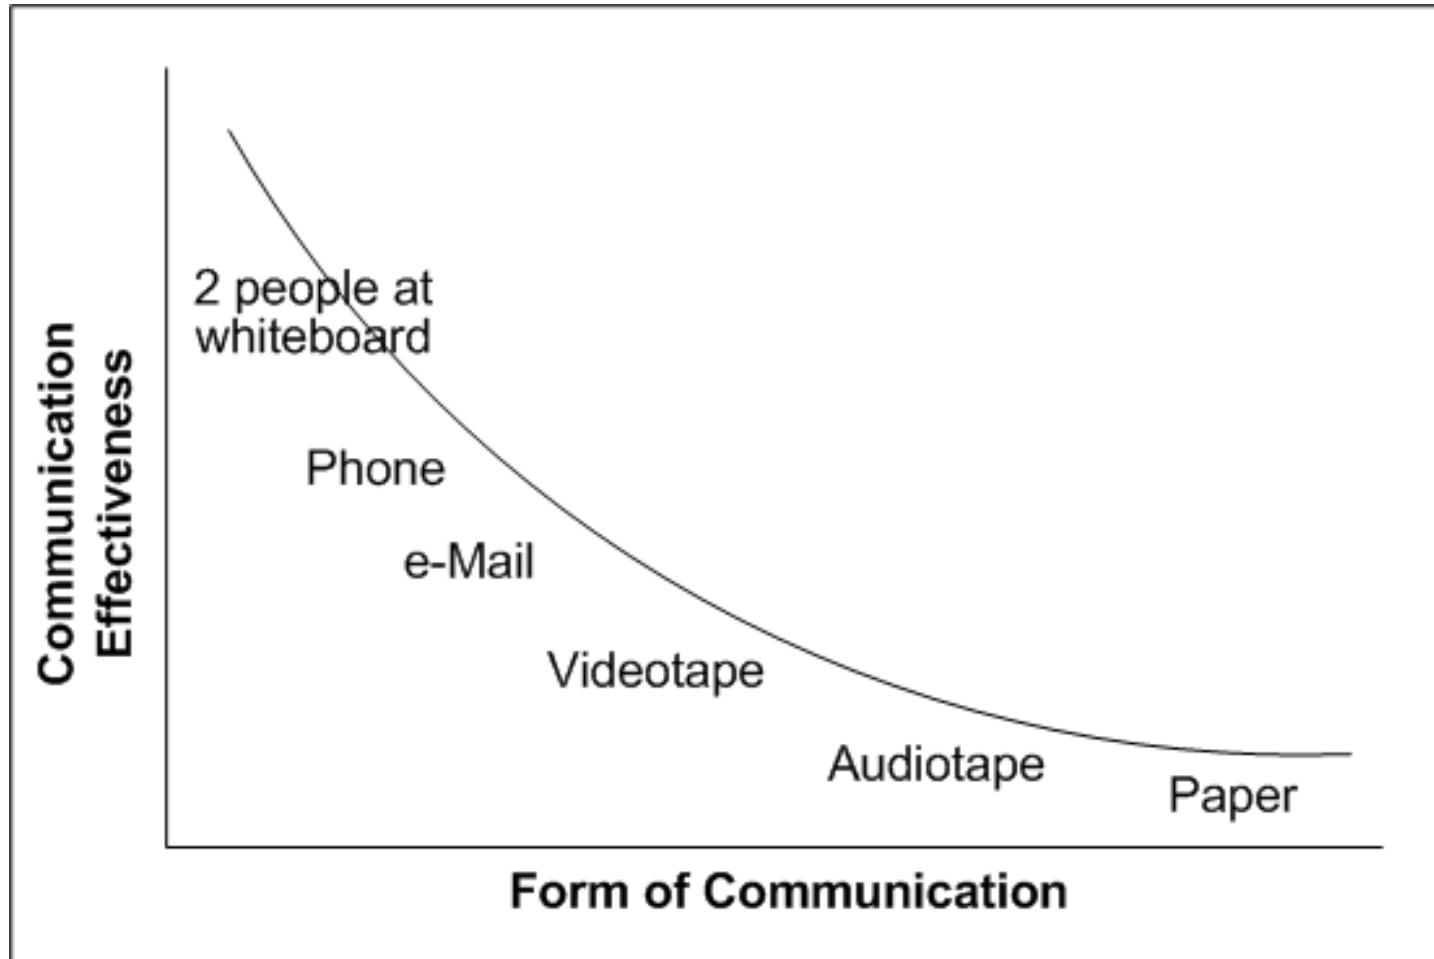 Communication
Effectiveness
2 people at
whiteboard
Phone
e-Mail
Videotape
Audiotape
Paper
Form of Communication